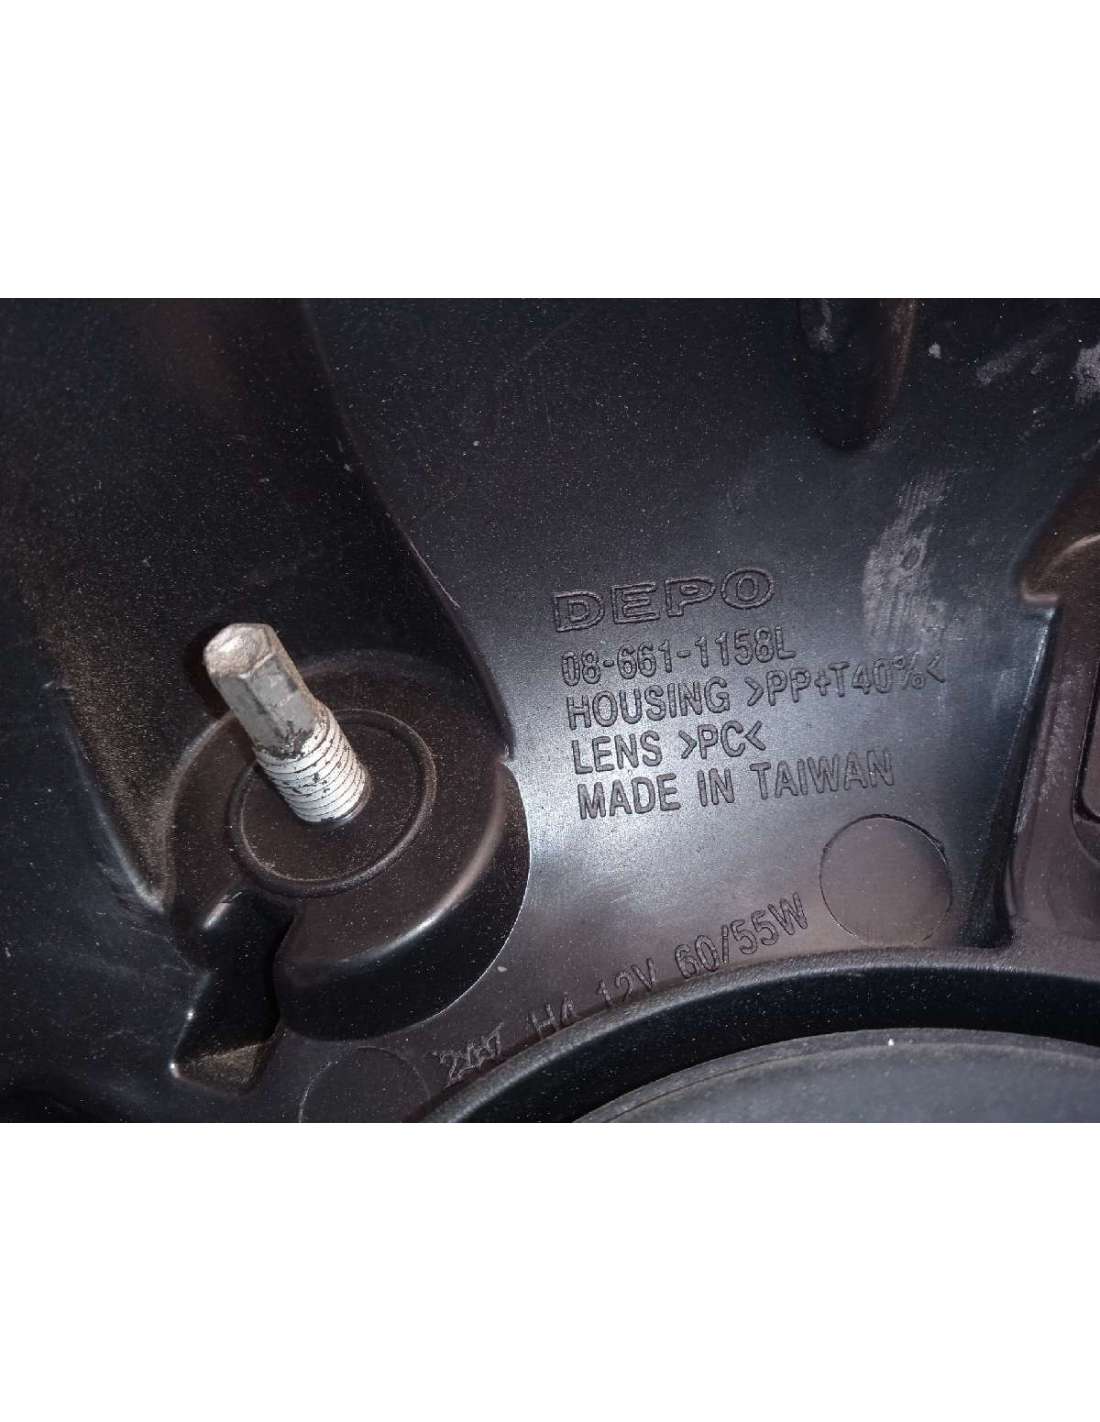 DEPO
08-661-1158L
HOUSING >PP+T40%<
LENS >PC<
MADE IN TAIWAN
H4 12V 60/55W